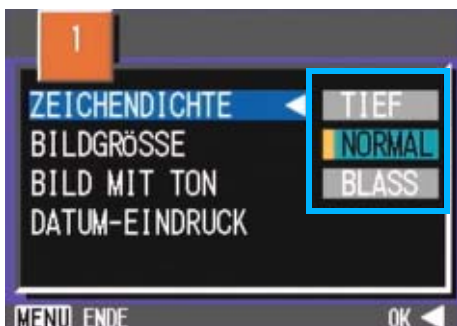 1
ZEICHENDICHTE ◀ TIEF
BILDGRÖSSE NORMAL
BILD MIT TON BLASS
DATUM-EINDRUCK
MENU ENDE OK ◀